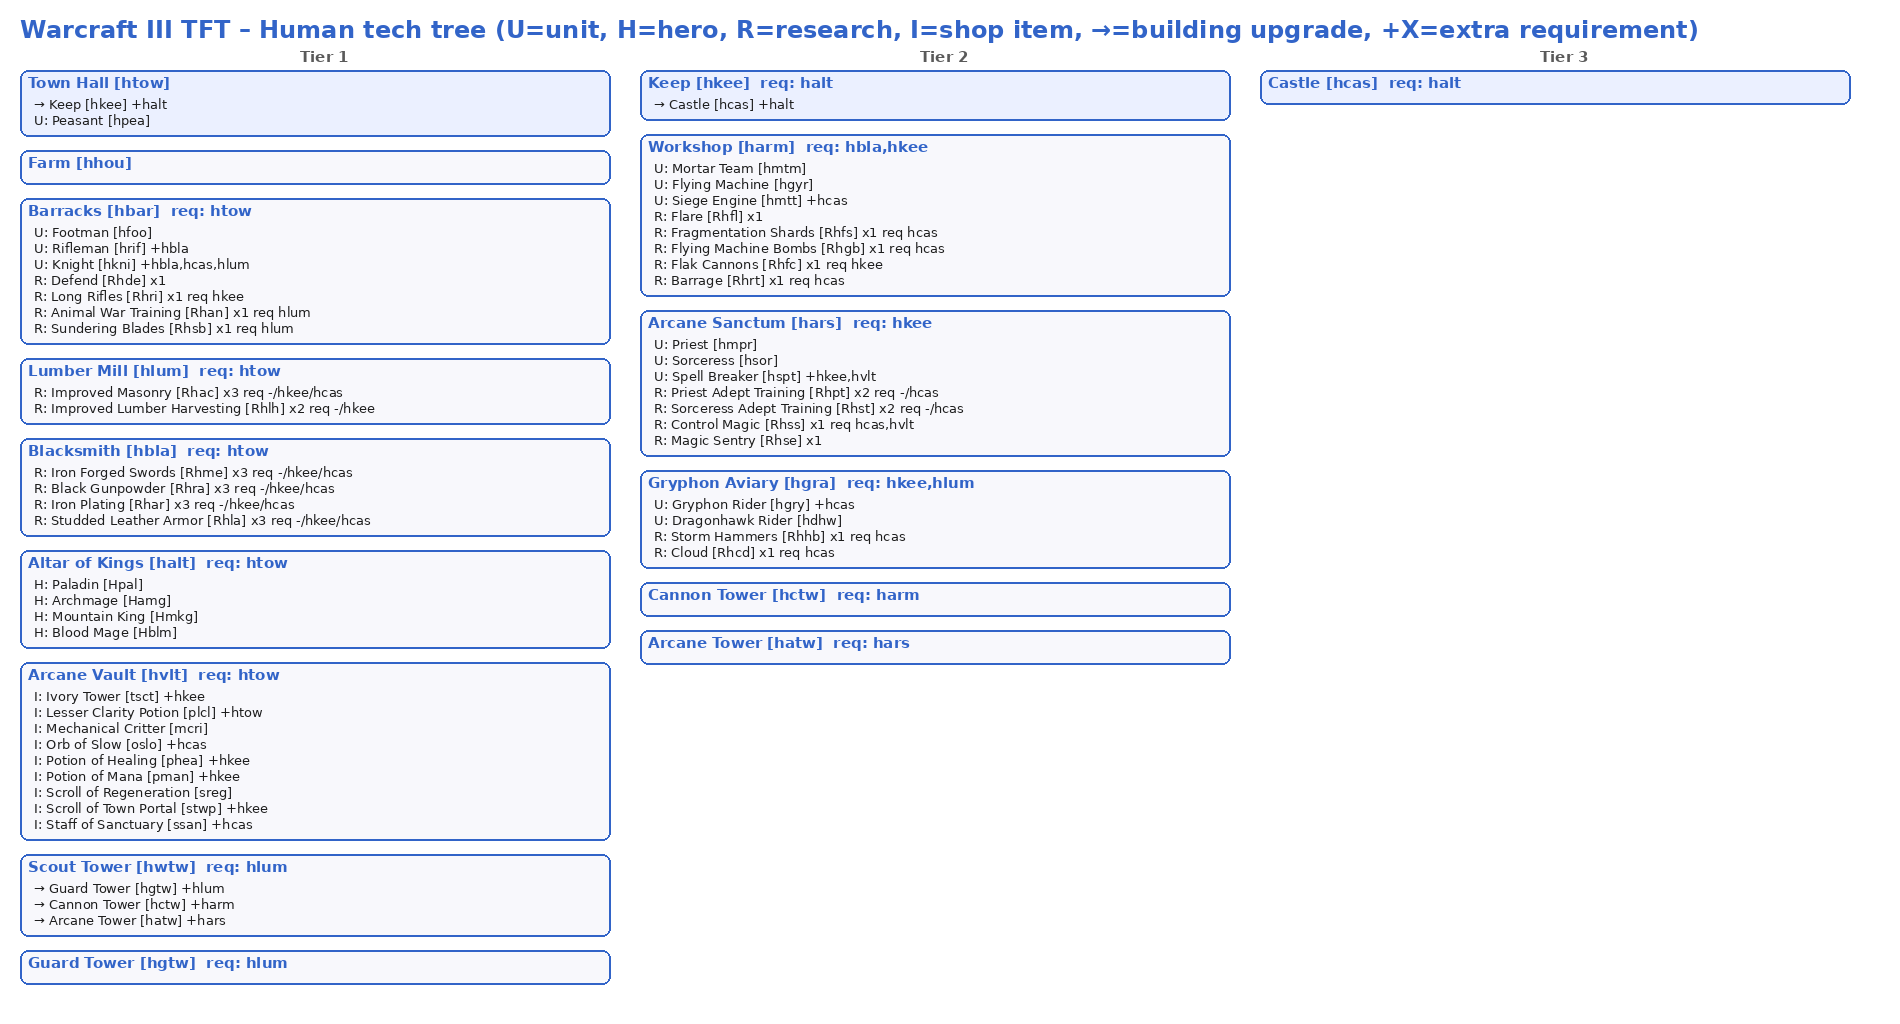 Warcraft III TFT – Human tech tree (U=unit, H=hero, R=research, I=shop item, →=building upgrade, +X=extra requirement)
Tier 1
Town Hall [htow]
→ Keep [hkee] +halt
U: Peasant [hpea]
Farm [hhou]
Barracks [hbar]  req: htow
U: Footman [hfoo]
U: Rifleman [hrif] +hbla
U: Knight [hkni] +hbla,hcas,hlum
R: Defend [Rhde] x1
R: Long Rifles [Rhri] x1 req hkee
R: Animal War Training [Rhan] x1 req hlum
R: Sundering Blades [Rhsb] x1 req hlum
Lumber Mill [hlum]  req: htow
R: Improved Masonry [Rhac] x3 req -/hkee/hcas
R: Improved Lumber Harvesting [Rhlh] x2 req -/hkee
Blacksmith [hbla]  req: htow
R: Iron Forged Swords [Rhme] x3 req -/hkee/hcas
R: Black Gunpowder [Rhra] x3 req -/hkee/hcas
R: Iron Plating [Rhar] x3 req -/hkee/hcas
R: Studded Leather Armor [Rhla] x3 req -/hkee/hcas
Altar of Kings [halt]  req: htow
H: Paladin [Hpal]
H: Archmage [Hamg]
H: Mountain King [Hmkg]
H: Blood Mage [Hblm]
Arcane Vault [hvlt]  req: htow
I: Ivory Tower [tsct] +hkee
I: Lesser Clarity Potion [plcl] +htow
I: Mechanical Critter [mcri]
I: Orb of Slow [oslo] +hcas
I: Potion of Healing [phea] +hkee
I: Potion of Mana [pman] +hkee
I: Scroll of Regeneration [sreg]
I: Scroll of Town Portal [stwp] +hkee
I: Staff of Sanctuary [ssan] +hcas
Scout Tower [hwtw]  req: hlum
→ Guard Tower [hgtw] +hlum
→ Cannon Tower [hctw] +harm
→ Arcane Tower [hatw] +hars
Guard Tower [hgtw]  req: hlum
Tier 2
Keep [hkee]  req: halt
→ Castle [hcas] +halt
Workshop [harm]  req: hbla,hkee
U: Mortar Team [hmtm]
U: Flying Machine [hgyr]
U: Siege Engine [hmtt] +hcas
R: Flare [Rhfl] x1
R: Fragmentation Shards [Rhfs] x1 req hcas
R: Flying Machine Bombs [Rhgb] x1 req hcas
R: Flak Cannons [Rhfc] x1 req hkee
R: Barrage [Rhrt] x1 req hcas
Arcane Sanctum [hars]  req: hkee
U: Priest [hmpr]
U: Sorceress [hsor]
U: Spell Breaker [hspt] +hkee,hvlt
R: Priest Adept Training [Rhpt] x2 req -/hcas
R: Sorceress Adept Training [Rhst] x2 req -/hcas
R: Control Magic [Rhss] x1 req hcas,hvlt
R: Magic Sentry [Rhse] x1
Gryphon Aviary [hgra]  req: hkee,hlum
U: Gryphon Rider [hgry] +hcas
U: Dragonhawk Rider [hdhw]
R: Storm Hammers [Rhhb] x1 req hcas
R: Cloud [Rhcd] x1 req hcas
Cannon Tower [hctw]  req: harm
Arcane Tower [hatw]  req: hars
Tier 3
Castle [hcas]  req: halt